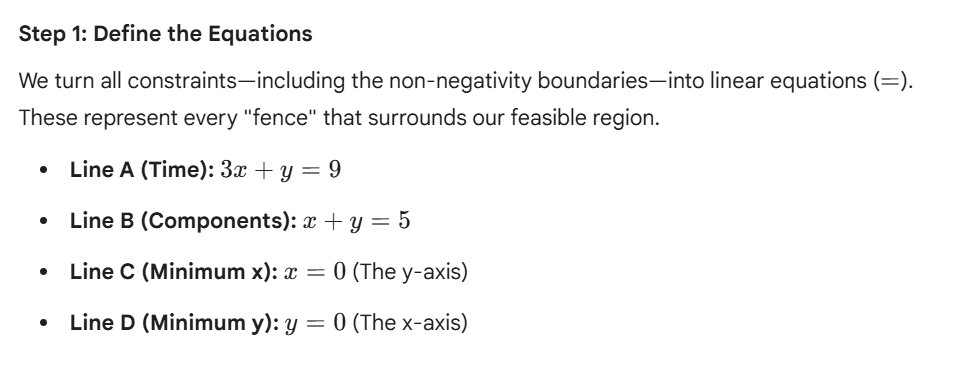 Step 1: Define the Equations
We turn all constraints—including the non-negativity boundaries—into linear equations (=).
These represent every "fence" that surrounds our feasible region.
• Line A (Time): 3x + y = 9
• Line B (Components): x + y = 5
• Line C (Minimum x): x = 0 (The y-axis)
• Line D (Minimum y): y = 0 (The x-axis)